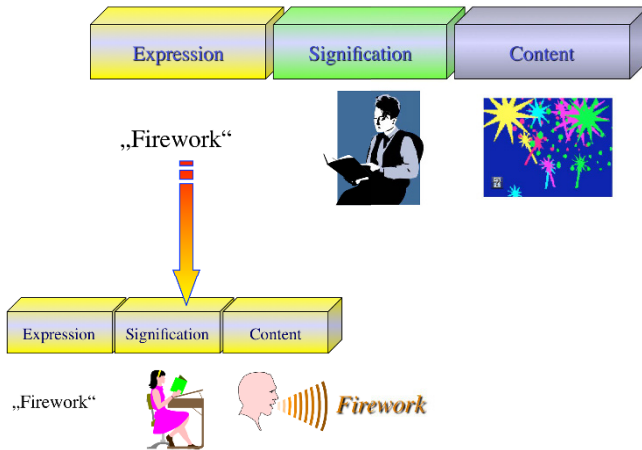 Expression
Signification
Content
„Firework“
Expression
Signification
Content
„Firework“
Firework